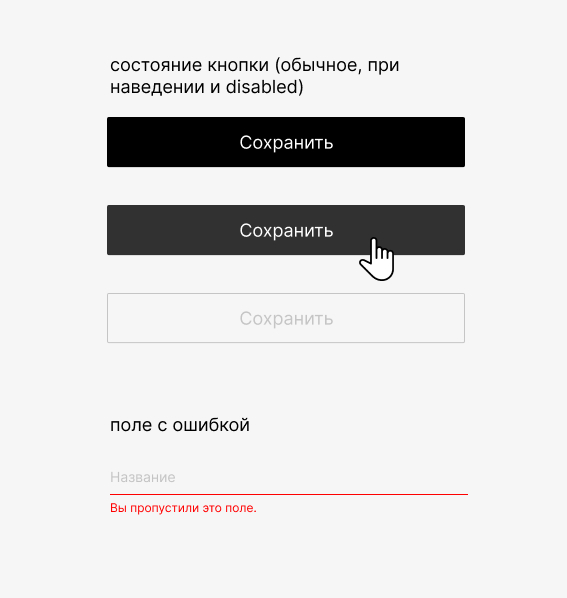 состояние кнопки (обычное, при
наведении и disabled)
Сохранить
Сохранить
Сохранить
поле с ошибкой
Название
Вы пропустили это поле.